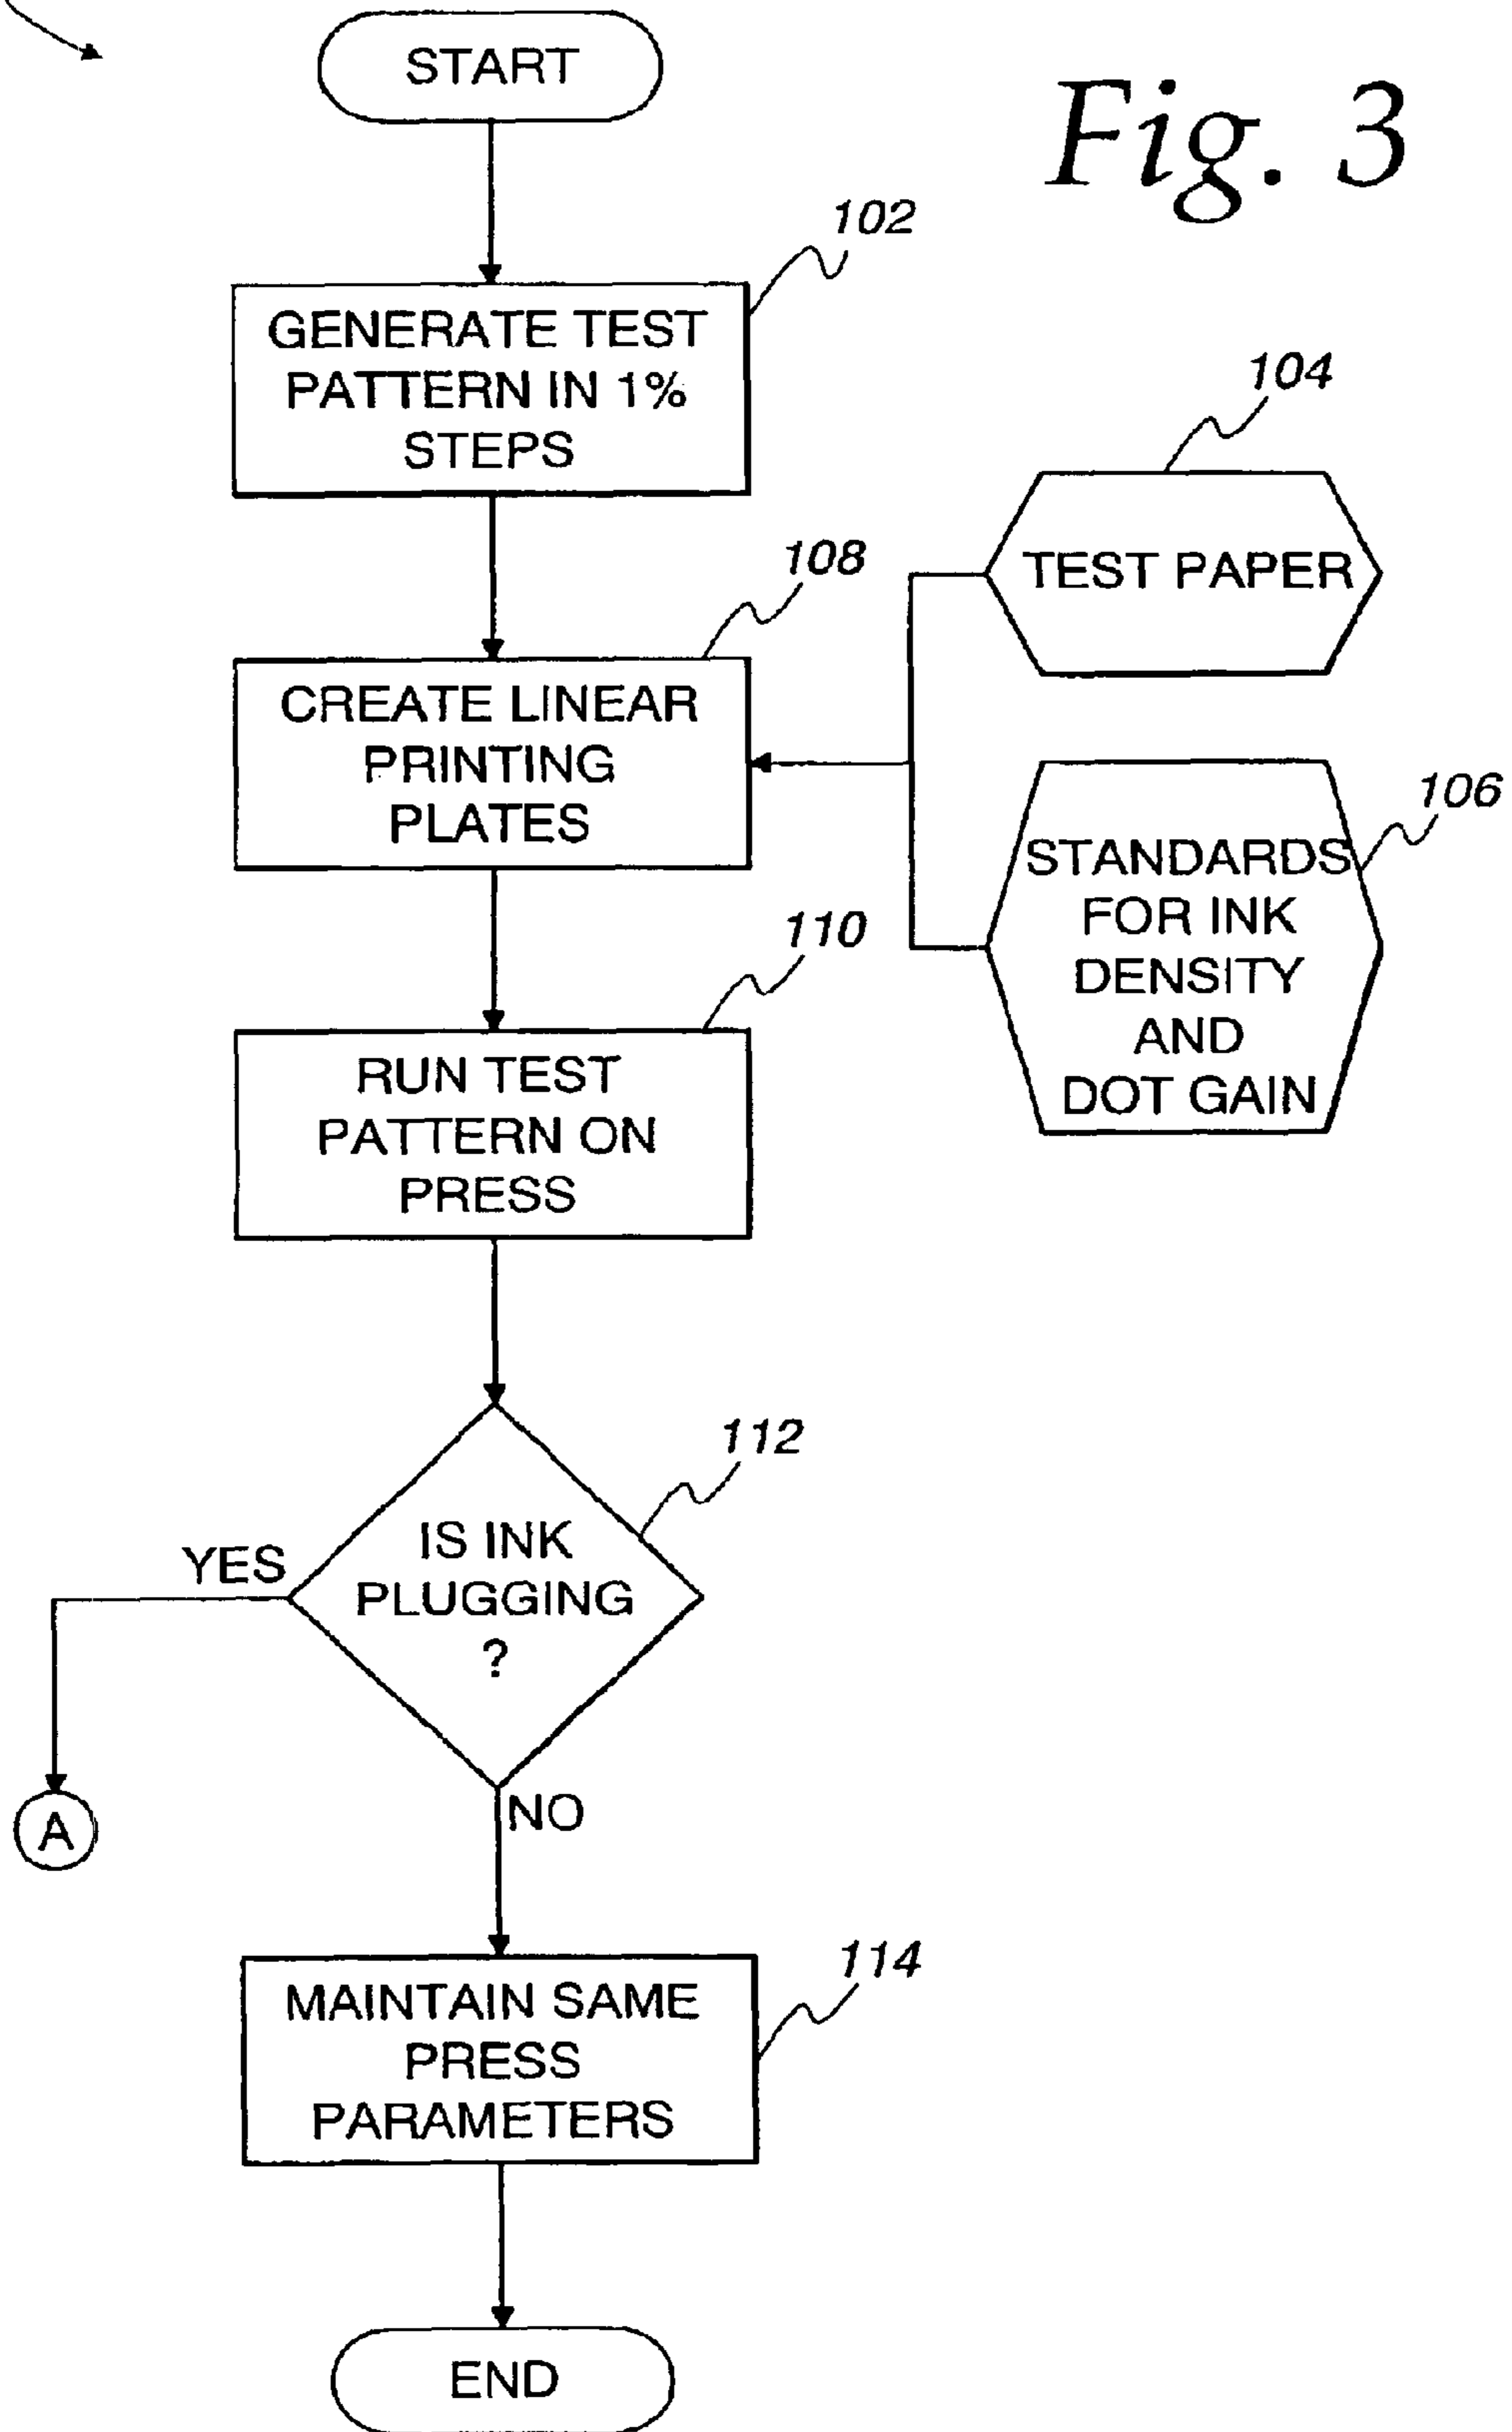 START
Fig. 3
102
GENERATE TEST
PATTERN IN 1%
STEPS
104
TEST PAPER
108
CREATE LINEAR
PRINTING
PLATES
106
STANDARDS
FOR INK
DENSITY
AND
DOT GAIN
110
RUN TEST
PATTERN ON
PRESS
112
IS INK
PLUGGING
?
YES
A
NO
114
MAINTAIN SAME
PRESS
PARAMETERS
END